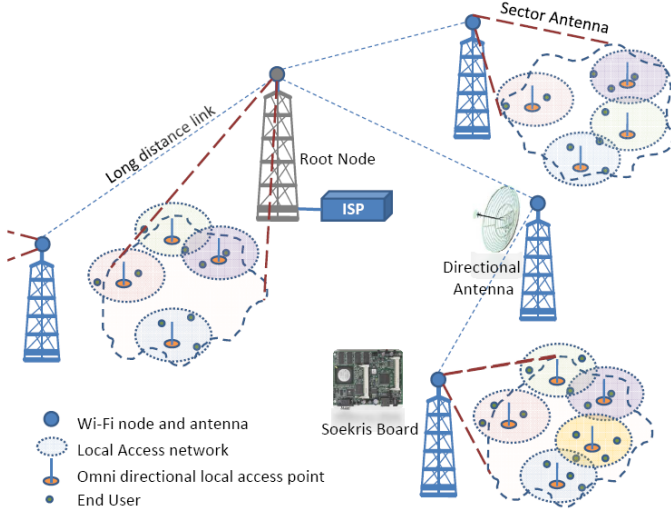 Sector Antenna
Long distance link
Root Node
ISP
Directional
Antenna
Soekris Board
Wi-Fi node and antenna
Local Access network
Omni directional local access point
End User